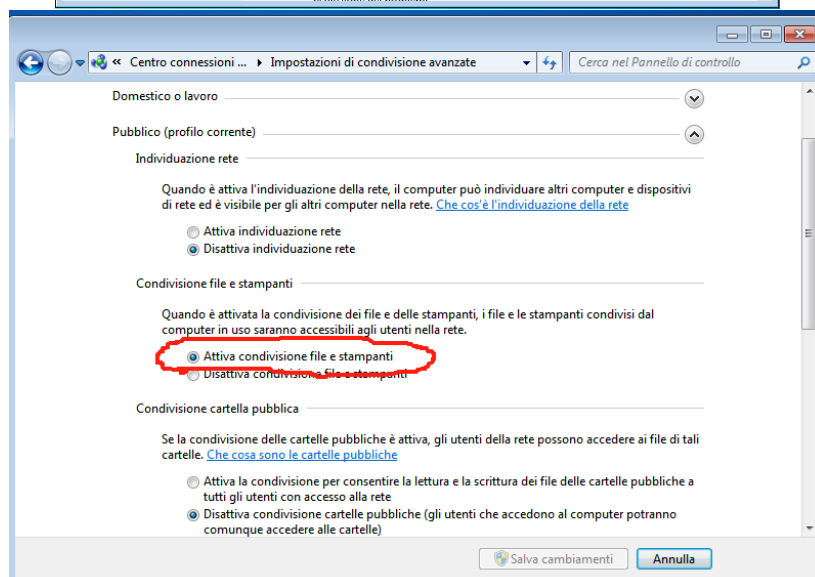 « Centro connessioni ... ▸ Impostazioni di condivisione avanzate
Cerca nel Pannello di controllo
Domestico o lavoro
Pubblico (profilo corrente)
Individuazione rete
Quando è attiva l'individuazione della rete, il computer può individuare altri computer e dispositivi
di rete ed è visibile per gli altri computer nella rete. Che cos'è l'individuazione della rete
Attiva individuazione rete
Disattiva individuazione rete
Condivisione file e stampanti
Quando è attivata la condivisione dei file e delle stampanti, i file e le stampanti condivisi dal
computer in uso saranno accessibili agli utenti nella rete.
Attiva condivisione file e stampanti
Disattiva condivisione file e stampanti
Condivisione cartella pubblica
Se la condivisione delle cartelle pubbliche è attiva, gli utenti della rete possono accedere ai file di tali
cartelle. Che cosa sono le cartelle pubbliche
Attiva la condivisione per consentire la lettura e la scrittura dei file delle cartelle pubbliche a
tutti gli utenti con accesso alla rete
Disattiva condivisione cartelle pubbliche (gli utenti che accedono al computer potranno
comunque accedere alle cartelle)
Salva cambiamenti
Annulla